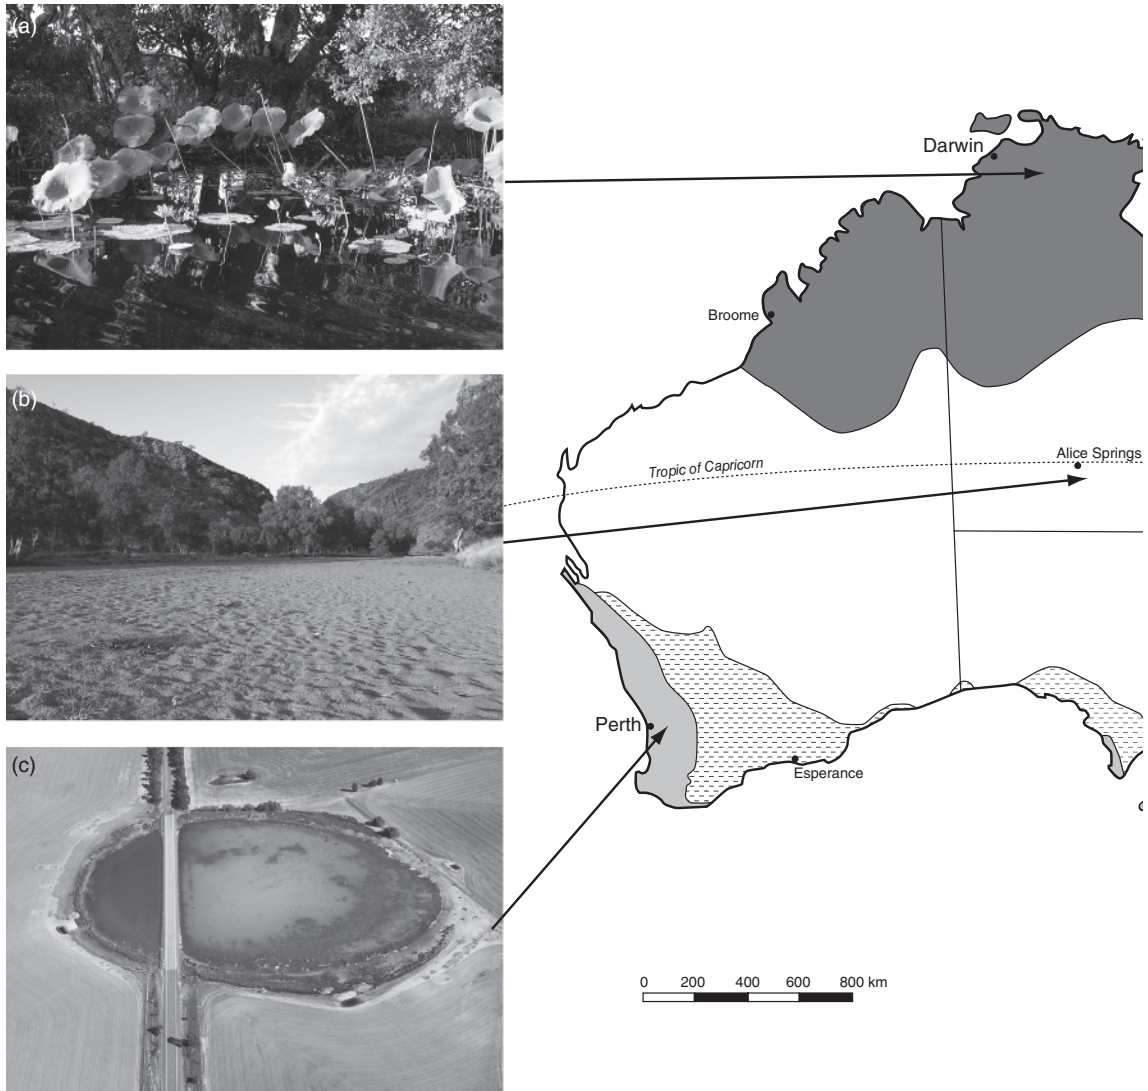 (a)
Darwin
Broome
(b)
Alice Springs
Tropic of Capricorn
(c)
Perth
Esperance
0 200 400 600 800 km